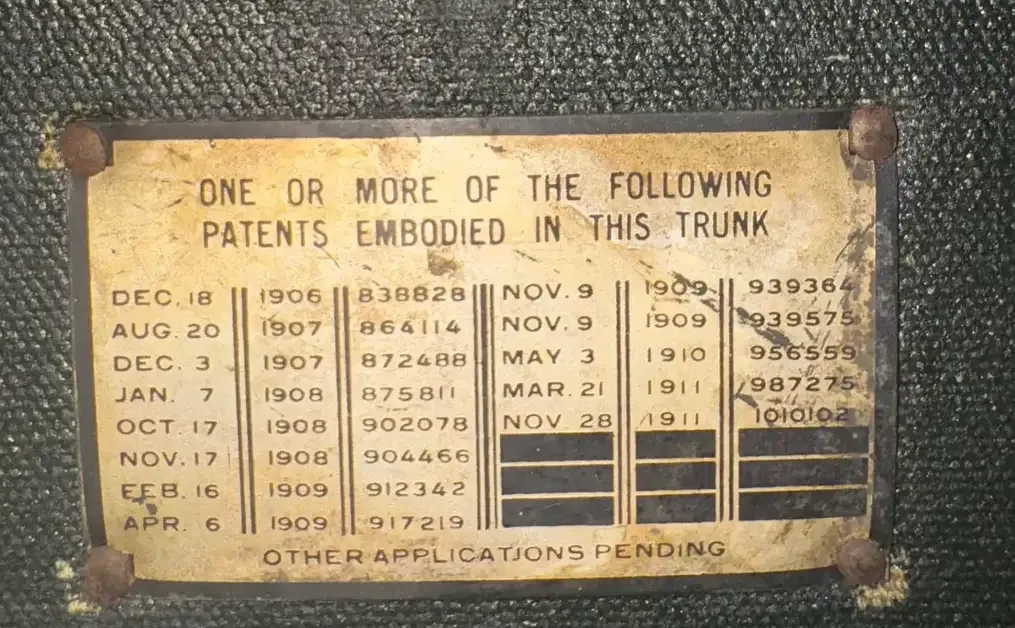 ONE OR MORE OF THE FOLLOWING
PATENTS EMBODIED IN THIS TRUNK
DEC. 18 1906 838828 NOV. 9 1909 939364
AUG. 20 1907 864114 NOV. 9 1909 939575
DEC. 3 1907 872488 MAY 3 1910 956559
JAN. 7 1908 875811 MAR. 21 1911 987275
OCT. 17 1908 902078 NOV 28 1911 1010102
NOV. 17 1908 904466
FEB. 16 1909 912342
APR. 6 1909 917219
OTHER APPLICATIONS PENDING